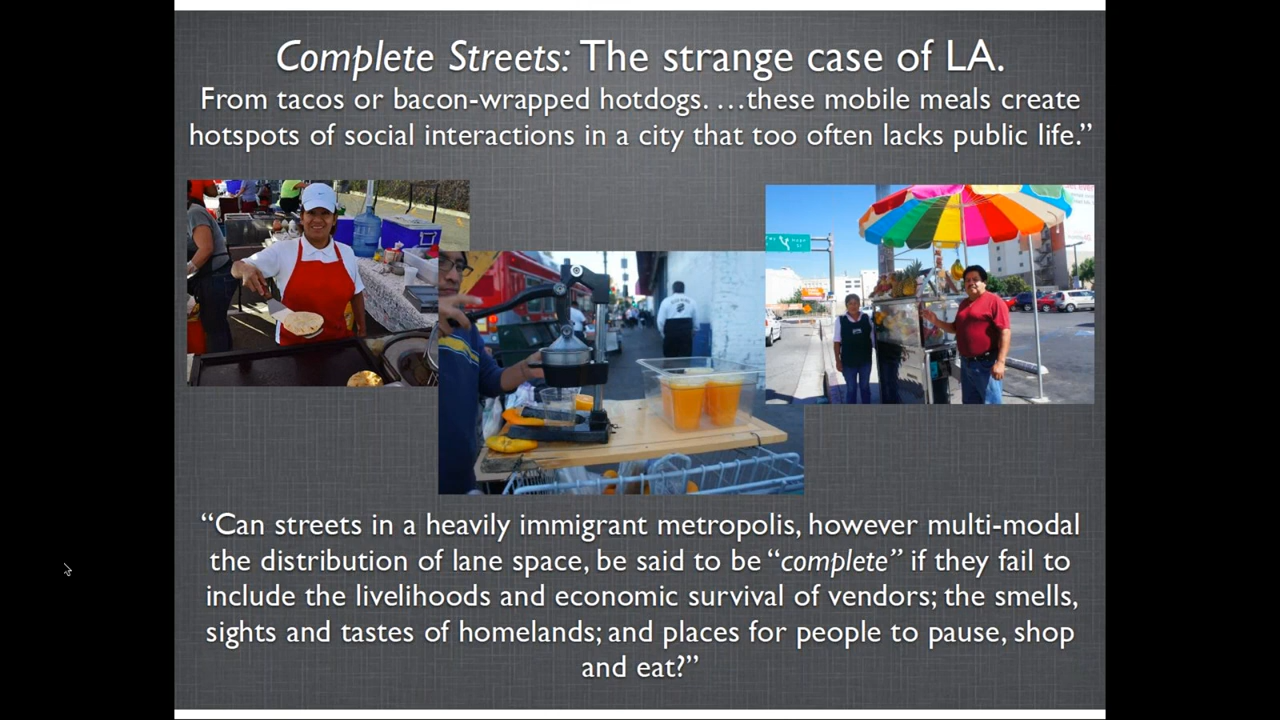 Complete Streets: The strange case of LA.
From tacos or bacon-wrapped hotdogs. …these mobile meals create
hotspots of social interactions in a city that too often lacks public life.”
“Can streets in a heavily immigrant metropolis, however multi-modal
the distribution of lane space, be said to be “complete” if they fail to
include the livelihoods and economic survival of vendors; the smells,
sights and tastes of homelands; and places for people to pause, shop
and eat?”